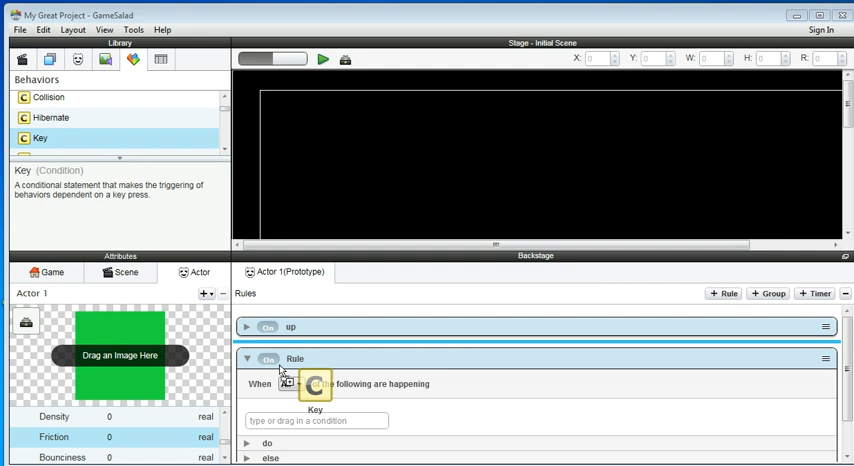 My Great Project - GameSalad
File Edit Layout View Tools Help Sign In
Library
Stage - Initial Scene
X: 0 Y: 0 W: 0 H: 0 R: 0
Behaviors
C Collision
C Hibernate
C Key
Key (Condition)
A conditional statement that makes the triggering of
behaviors dependent on a key press.
Attributes
Backstage
Game Scene Actor
Actor 1(Prototype)
Actor 1
Rules
+ Rule + Group + Timer
On up
On Rule
Drag an Image Here
When of the following are happening
C
Key
type or drag in a condition
Density 0 real
Friction 0 real
Bounciness 0 real
do
else